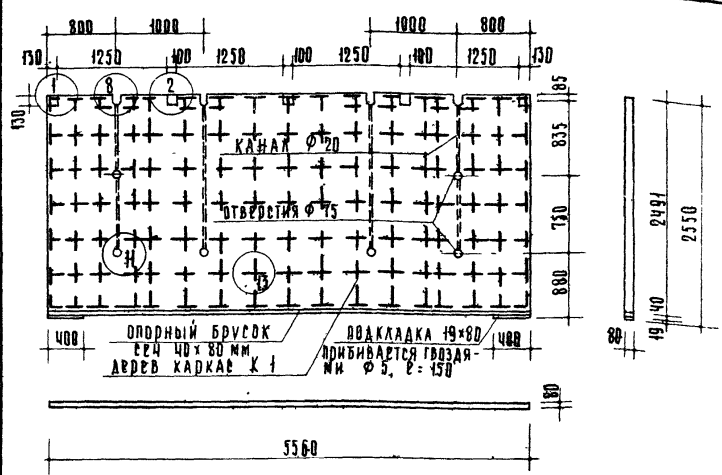 800 1000 1000 800
130 1250 100 1250 100 1250 100 1250 130
1 8 2
130
85
835
750
880
КАНАЛ Ф 20
ОТВЕРСТИЯ Ф 75
11
13
400
ОПОРНЫЙ БРУСОК
СЕЧ 40 х 80 ММ
ДЕРЕВ КАРКАС К 1
ПОДКЛАДКА 19×80
ПРИБИВАЕТСЯ ГВОЗДЯ-
МИ Ф 5, ℓ = 150
400
2491
2550
40
19
80
80
5560